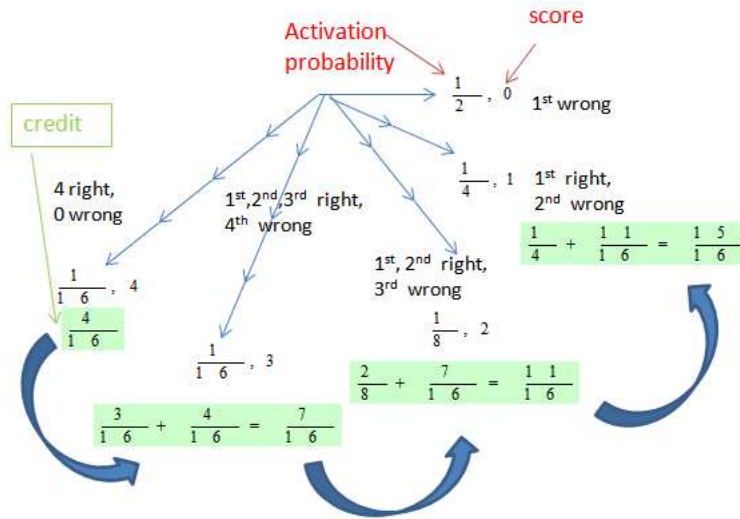 Activation
probability
score
1/2 , 0
1st wrong
credit
4 right,
0 wrong
1st,2nd,3rd right,
4th wrong
1/4 , 1
1st right,
2nd wrong
1/4 + 11/16 = 15/16
1st, 2nd right,
3rd wrong
1/16 , 4
4/16
1/8 , 2
1/16 , 3
2/8 + 7/16 = 11/16
3/16 + 4/16 = 7/16